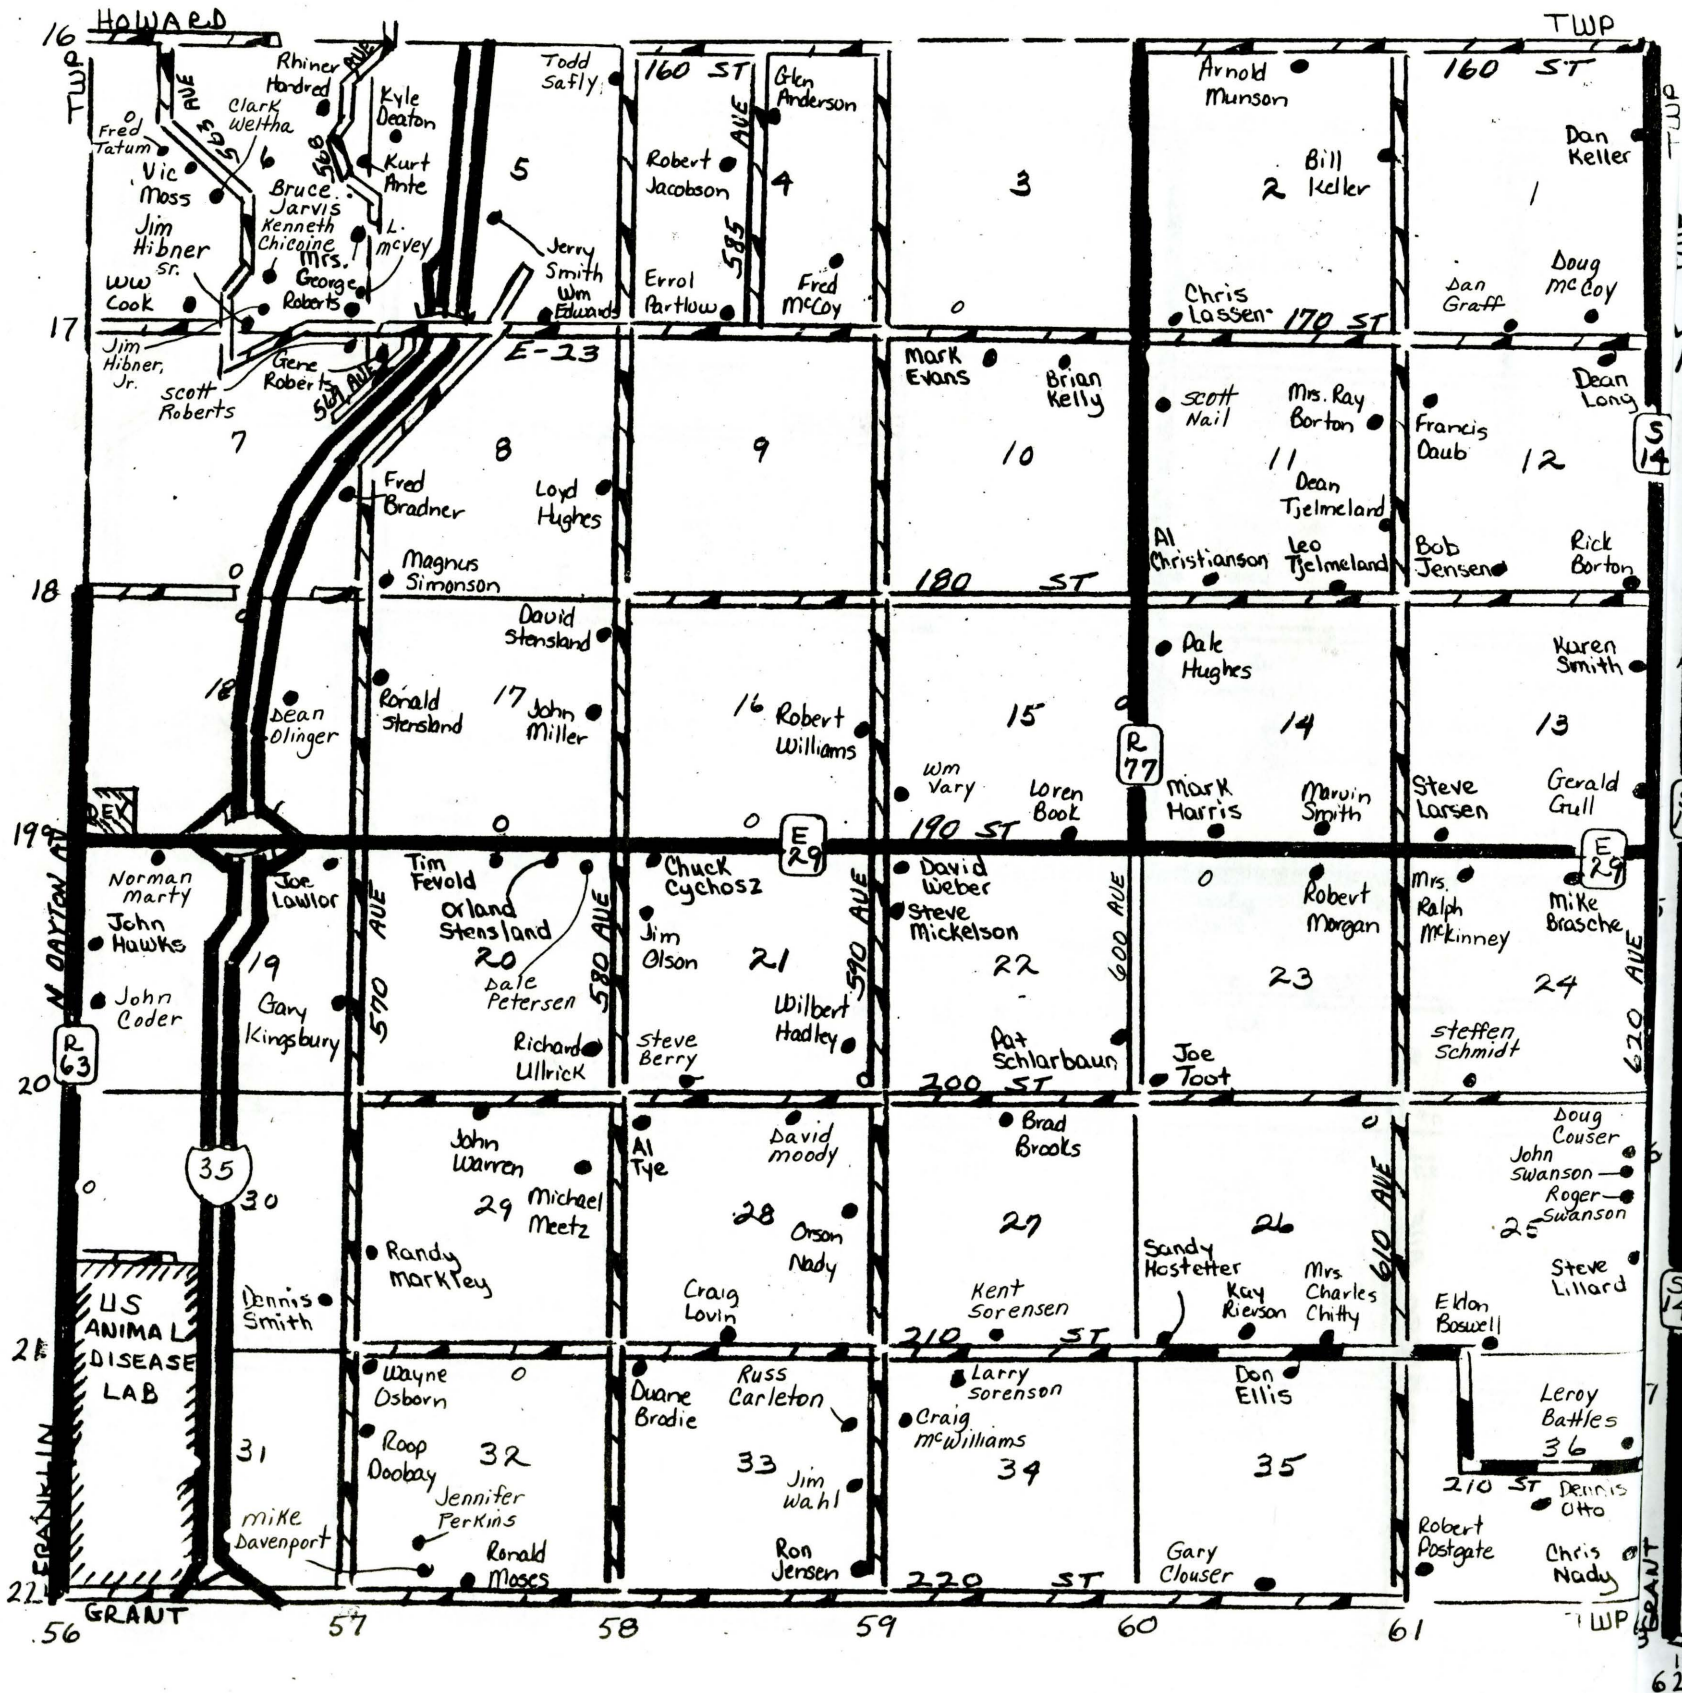 HOWARD
TWP
16
TWP
AVE
563
Rhiner
Hondred
AVE
568
Clark
Weltha
Fred
Tatum
Vic
Moss
6
Kyle
Deaton
Kurt
Ante
Bruce
Jarvis
Kenneth
Chicoine
Jim
Hibner
Sr.
L.
McVey
Mrs.
George
Roberts
WW
Cook
Todd
Safly
5
Jerry
Smith
Wm
Edwards
160 ST
585 AVE
Glen
Anderson
Robert
Jacobson
4
Errol
Partlow
Fred
McCoy
3
Arnold
Munson
Bill
Keller
2
Chris
Lassen
170 ST
160 ST
TWP
Dan
Keller
1
Dan
Graff
Doug
McCoy
17
E-23
Jim
Hibner,
Jr.
Scott
Roberts
Gene
Roberts
569 AVE
7
8
Fred
Bradner
Loyd
Hughes
Magnus
Simonson
9
Mark
Evans
Brian
Kelly
10
Scott
Nail
Mrs. Ray
Borton
11
Dean
Tjelmeland
Al
Christianson
Leo
Tjelmeland
Dean
Long
Francis
Daub
12
S
14
Bob
Jensen
Rick
Borton
18
180 ST
18
Dean
Olinger
David
Stensland
Ronald
Stensland
17
John
Miller
16
Robert
Williams
15
Wm
Vary
Loren
Book
R
77
Dale
Hughes
14
Mark
Harris
Marvin
Smith
Karen
Smith
13
Steve
Larsen
Gerald
Gull
DEV
19
E
29
190 ST
E
29
N DAYTON AV
Norman
Marty
John
Hawks
Joe
Lawlor
19
John
Coder
Gary
Kingsbury
570 AVE
Tim
Fevold
Orland
Stensland
20
Dale
Petersen
Richard
Ullrick
580 AVE
Chuck
Cychosz
Jim
Olson
21
Steve
Berry
Wilbert
Hadley
590 AVE
David
Weber
Steve
Mickelson
22
Pat
Schlarbaun
600 AVE
Robert
Morgan
23
Joe
Toot
Mrs.
Ralph
McKinney
Mike
Brasche
24
Steffen
Schmidt
620 AVE
R
63
20
200 ST
35
30
Dennis
Smith
John
Warren
29
Michael
Meetz
Randy
Markley
Al
Tye
David
Moody
28
Orson
Nady
Craig
Lovin
Brad
Brooks
27
Kent
Sorensen
26
Sandy
Hostetter
Kay
Rierson
Mrs.
Charles
Chitty
610 AVE
Doug
Couser
John
Swanson
Roger
Swanson
25
Steve
Lillard
Eldon
Boswell
6
21
210 ST
US
ANIMAL
DISEASE
LAB
31
Mike
Davenport
Wayne
Osborn
Roop
Doobay
32
Jennifer
Perkins
Ronald
Moses
Duane
Brodie
Russ
Carleton
33
Jim
Wahl
Ron
Jensen
Larry
Sorenson
Craig
McWilliams
34
Don
Ellis
35
Gary
Clouser
Leroy
Battles
36
210 ST
Dennis
Otto
Robert
Postgate
Chris
Nady
7
FRANKLIN
22
220 ST
GRANT
TWP
GRANT
56
57
58
59
60
61
62